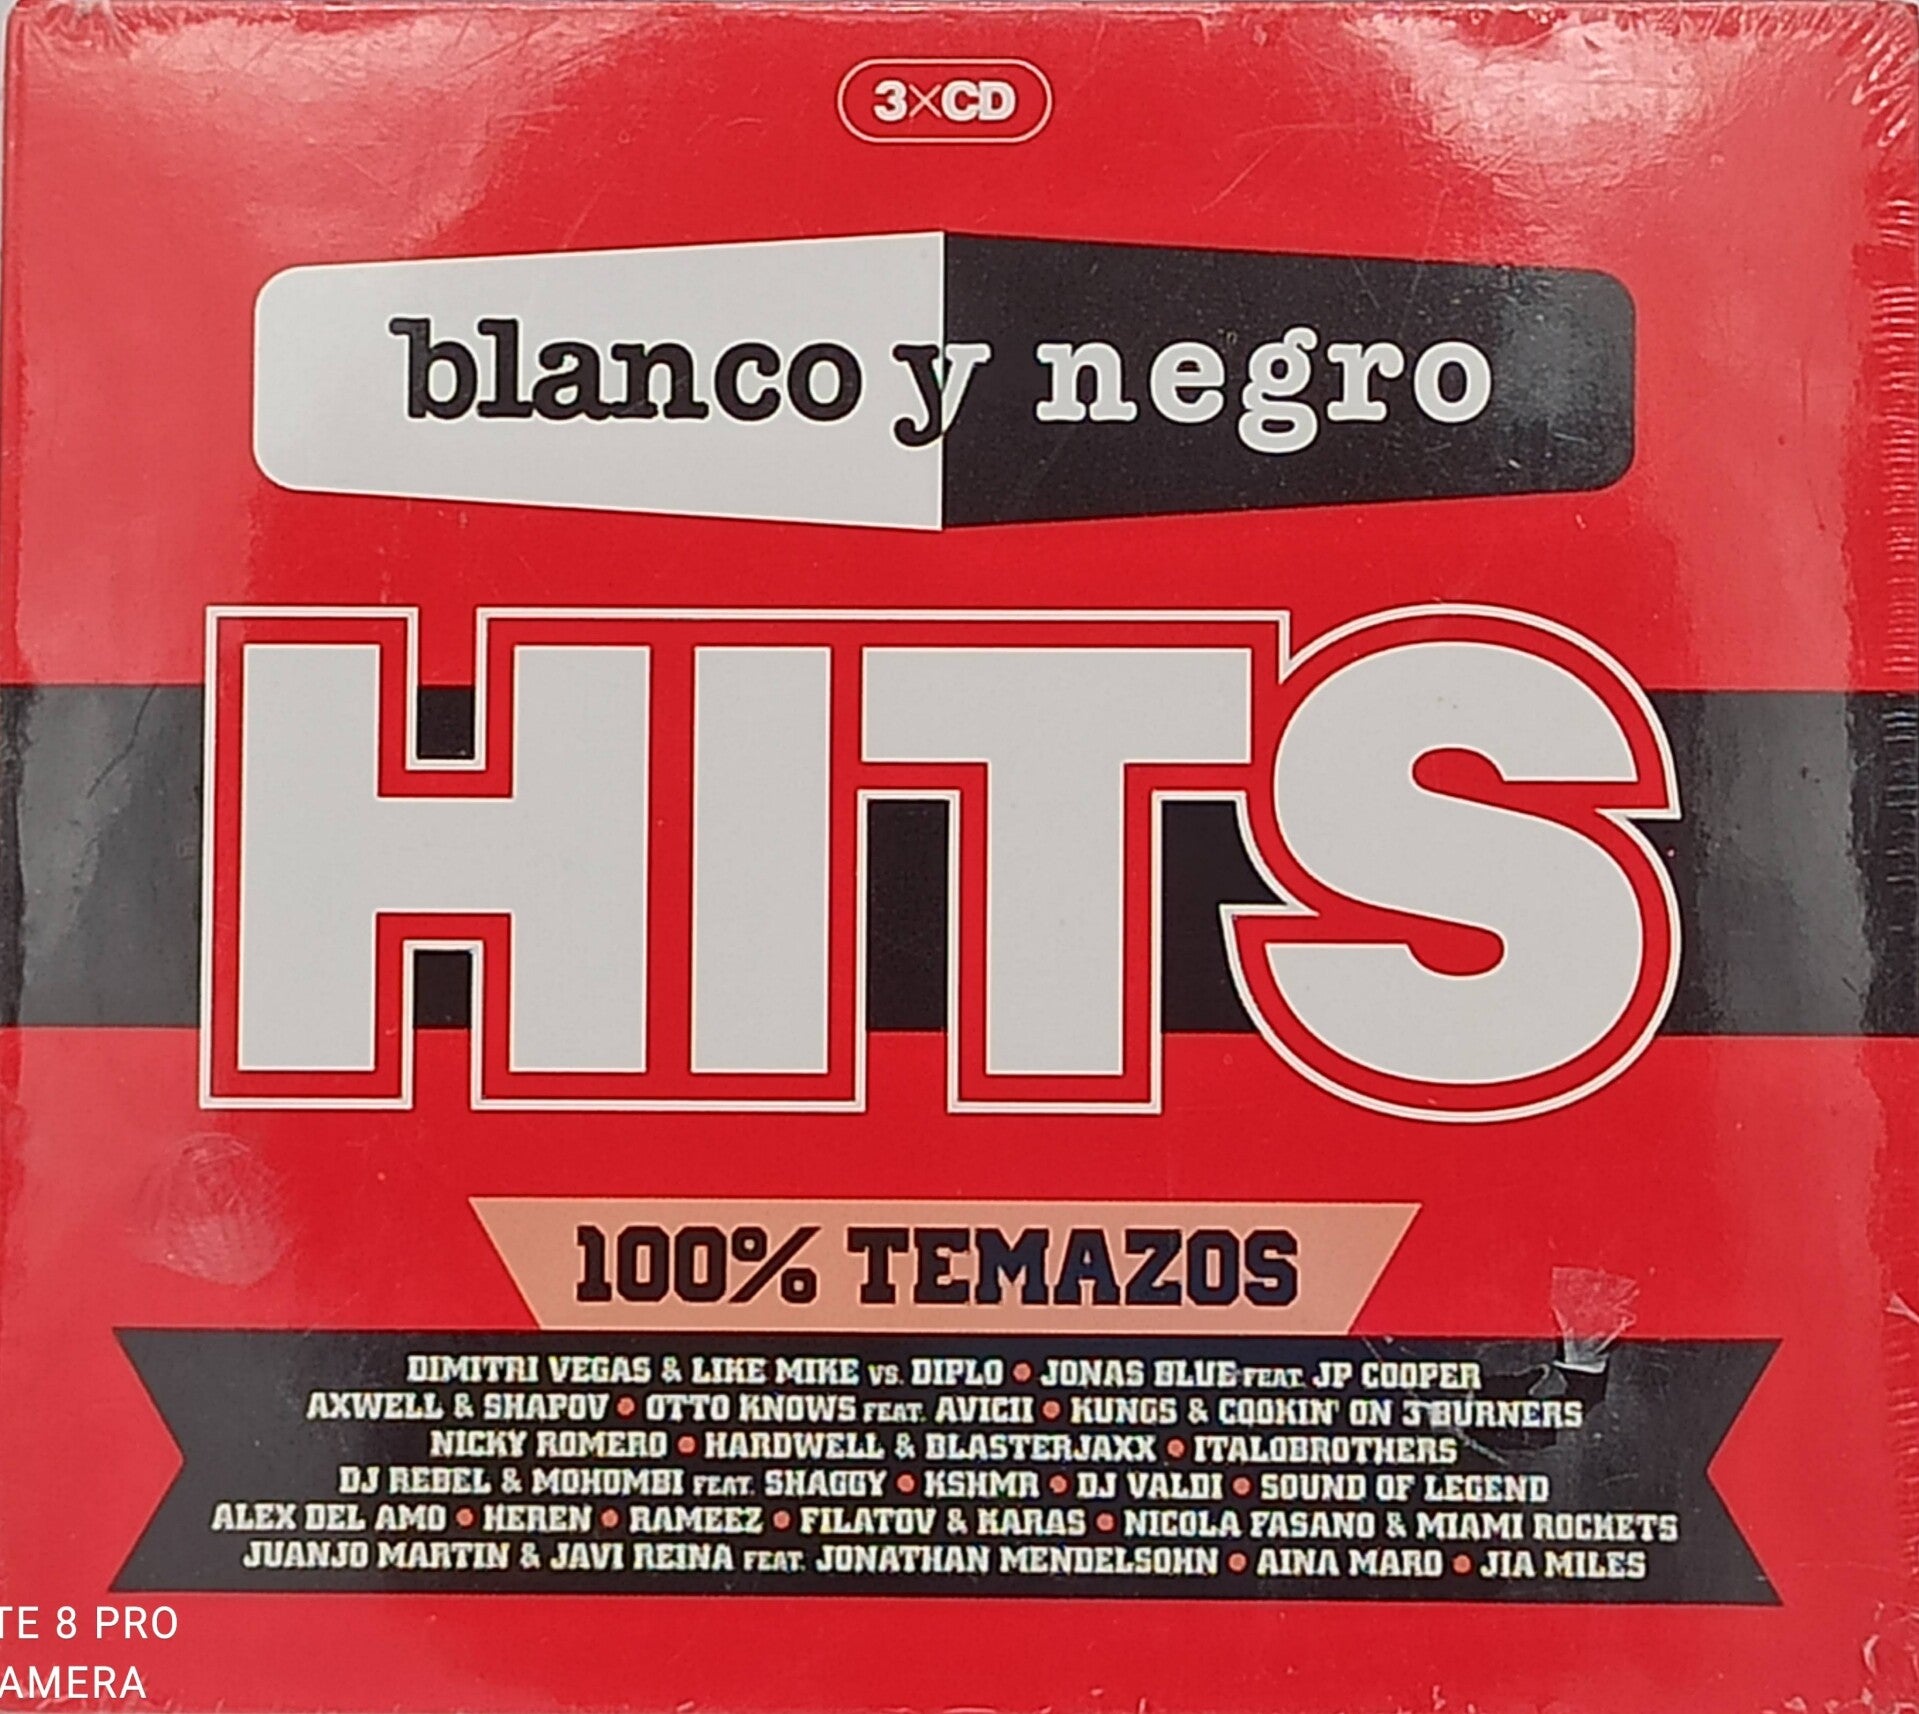 3×CD
blanco y negro
HITS
100% TEMAZOS
DIMITRI VEGAS & LIKE MIKE VS. DIPLO • JONAS BLUE FEAT. JP COOPER
AXWELL & SHAPOV • OTTO KNOWS FEAT. AVICII • KUNGS & COOKIN' ON 3 BURNERS
NICKY ROMERO • HARDWELL & BLASTERJAXX • ITALOBROTHERS
DJ REBEL & MOHOMBI FEAT. SHAGGY • KSHMR • DJ VALDI • SOUND OF LEGEND
ALEX DEL AMO • HEREN • RAMEEZ • FILATOV & KARAS • NICOLA FASANO & MIAMI ROCKETS
JUANJO MARTIN & JAVI REINA FEAT. JONATHAN MENDELSOHN • AINA MARO • JIA MILES
TE 8 PRO
AMERA